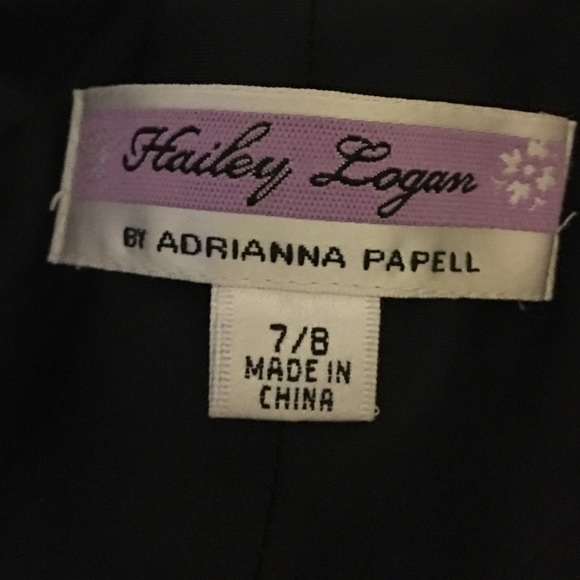 Hailey Logan
BY ADRIANNA PAPELL
7/8
MADE IN
CHINA